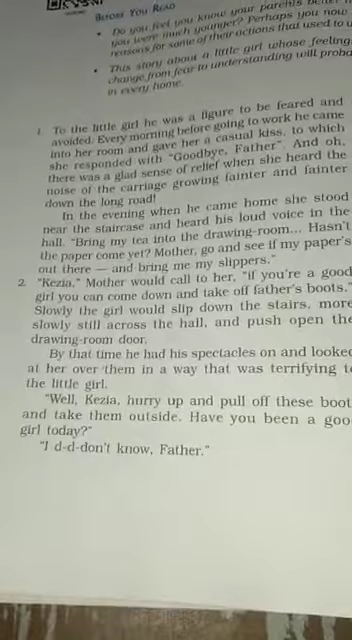 BEFORE YOU READ
• Do you feel you know your parents better
you were much younger? Perhaps you now
reasons for some of their actions that used to u
• This story about a little girl whose feeling
change from fear to understanding will proba
in every home.
1. To the little girl he was a figure to be feared and
avoided. Every morning before going to work he came
into her room and gave her a casual kiss, to which
she responded with “Goodbye, Father”. And oh,
there was a glad sense of relief when she heard the
noise of the carriage growing fainter and fainter
down the long road!
In the evening when he came home she stood
near the staircase and heard his loud voice in the
hall. “Bring my tea into the drawing-room... Hasn't
the paper come yet? Mother, go and see if my paper's
out there — and bring me my slippers.”
2. “Kezia,” Mother would call to her, “if you're a good
girl you can come down and take off father's boots.”
Slowly the girl would slip down the stairs, more
slowly still across the hall, and push open the
drawing-room door.
By that time he had his spectacles on and looked
at her over them in a way that was terrifying t
the little girl.
“Well, Kezia, hurry up and pull off these boot
and take them outside. Have you been a goo
girl today?”
“I d-d-don't know, Father.”